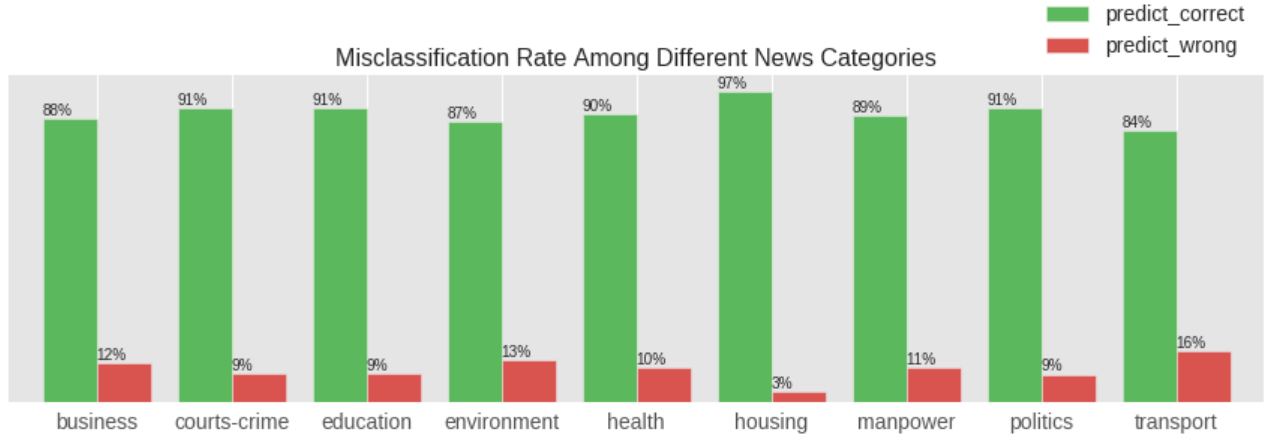 predict_correct
predict_wrong
Misclassification Rate Among Different News Categories
88% 12% 91% 9% 91% 9% 87% 13% 90% 10% 97% 3% 89% 11% 91% 9% 84% 16%
business courts-crime education environment health housing manpower politics transport